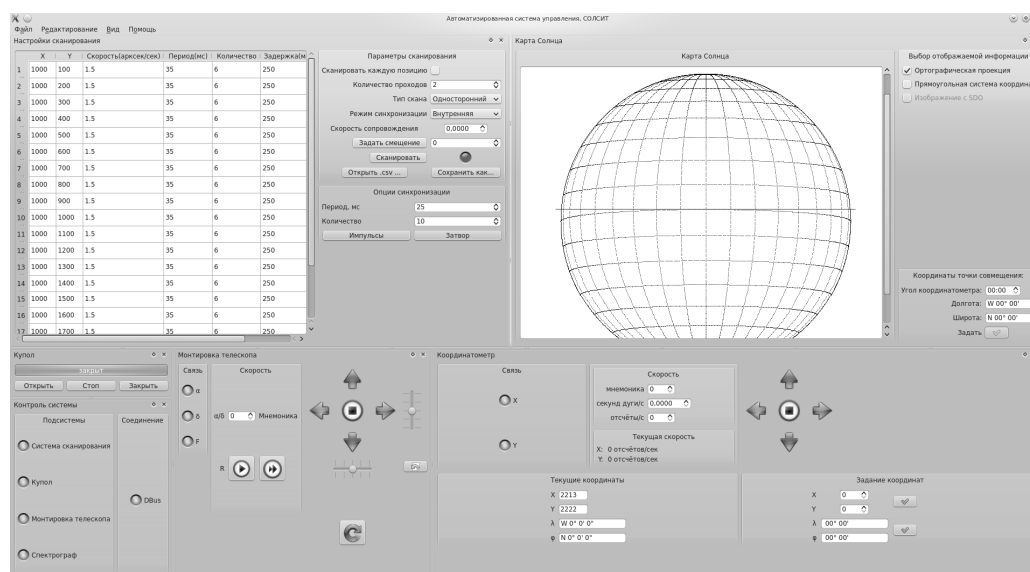 Автоматизированная система управления. СОЛСИТ
Файл Редактирование Вид Помощь
Настройки сканирования
X Y Скорость(арксек/сек) Период(мс) Количество Задержка(м
1 1000 100 1.5 35 6 250
2 1000 200 1.5 35 6 250
3 1000 300 1.5 35 6 250
4 1000 400 1.5 35 6 250
5 1000 500 1.5 35 6 250
6 1000 600 1.5 35 6 250
7 1000 700 1.5 35 6 250
8 1000 800 1.5 35 6 250
9 1000 900 1.5 35 6 250
10 1000 1000 1.5 35 6 250
11 1000 1100 1.5 35 6 250
12 1000 1200 1.5 35 6 250
13 1000 1300 1.5 35 6 250
14 1000 1400 1.5 35 6 250
15 1000 1500 1.5 35 6 250
16 1000 1600 1.5 35 6 250
17 1000 1700 1.5 35 6 250
Параметры сканирования
Сканировать каждую позицию
Количество проходов 2
Тип скана Односторонний
Режим синхронизации Внутренняя
Скорость сопровождения 0,0000
Задать смещение 0
Сканировать
Открыть .csv ... Сохранить как...
Опции синхронизации
Период, мс 25
Количество 10
Импульсы Затвор
Карта Солнца
Карта Солнца
Выбор отображаемой информации
Ортографическая проекция
Прямоугольная система координа
Изображение с SDO
Координаты точки совмещения:
Угол координатометра: 00:00
Долгота: W 00° 00'
Широта: N 00° 00'
Задать
Купол
закрыт
Открыть Стоп Закрыть
Контроль системы
Подсистемы Соединение
Система сканирования
Купол
DBus
Монтировка телескопа
Спектрограф
Монтировка телескопа
Связь Скорость
α
δ α/δ 0 Мнемоника
F
R
Координатометр
Связь
X
Y
Скорость
мнемоника 0
секунд дуги/с 0,0000
отсчёты/с 0
Текущая скорость
X: 0 отсчётов/сек
Y: 0 отсчётов/сек
Текущие координаты
X 2213
Y 2222
λ W 0° 0' 0"
φ N 0° 0' 0"
Задание координат
X 0
Y 0
λ 00° 00'
φ 00° 00'